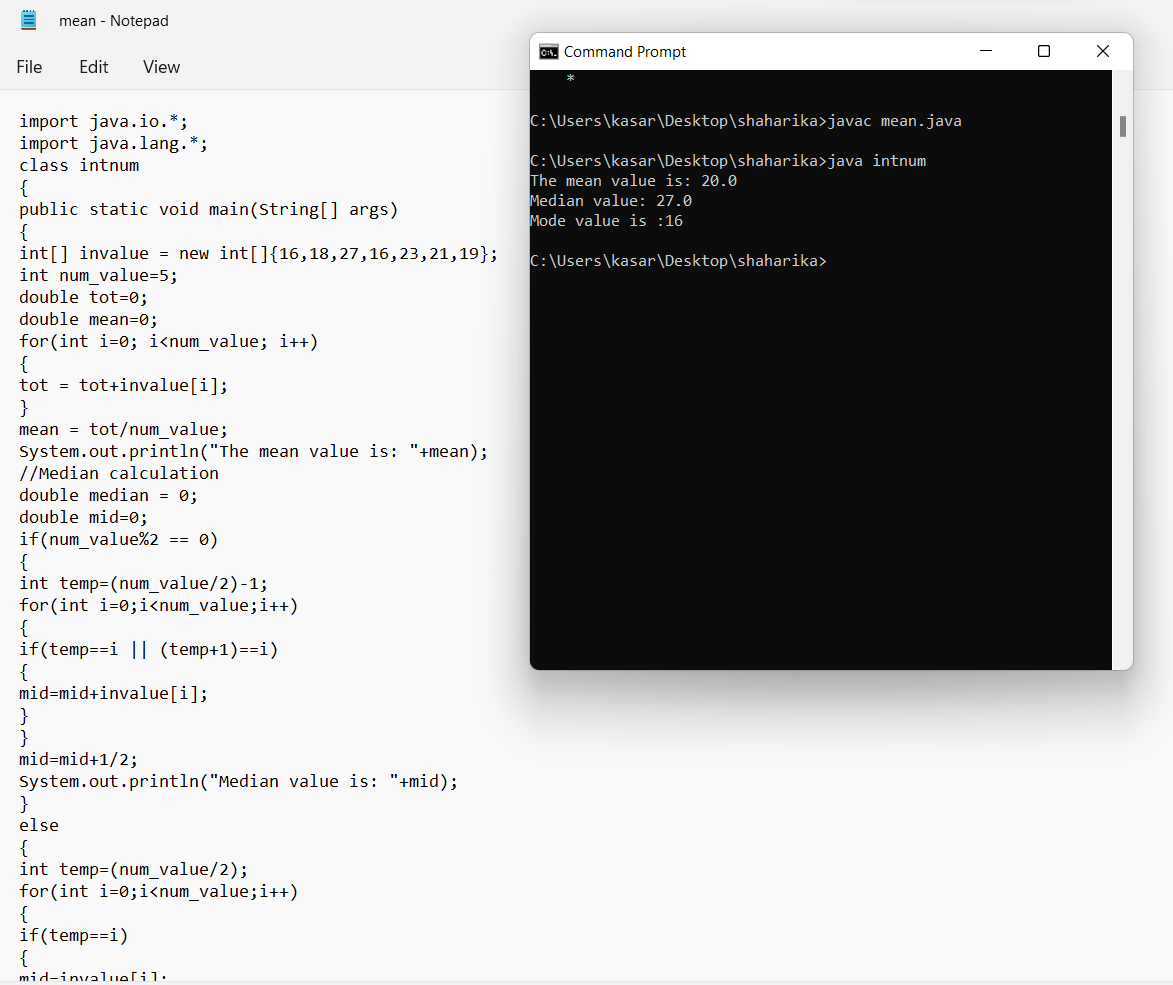 mean - Notepad
File Edit View
import java.io.*;
import java.lang.*;
class intnum
{
public static void main(String[] args)
{
int[] invalue = new int[]{16,18,27,16,23,21,19};
int num_value=5;
double tot=0;
double mean=0;
for(int i=0; i<num_value; i++)
{
tot = tot+invalue[i];
}
mean = tot/num_value;
System.out.println("The mean value is: "+mean);
//Median calculation
double median = 0;
double mid=0;
if(num_value%2 == 0)
{
int temp=(num_value/2)-1;
for(int i=0;i<num_value;i++)
{
if(temp==i || (temp+1)==i)
{
mid=mid+invalue[i];
}
}
mid=mid+1/2;
System.out.println("Median value is: "+mid);
}
else
{
int temp=(num_value/2);
for(int i=0;i<num_value;i++)
{
if(temp==i)
{
mid=invalue[i];
C:\. Command Prompt
*
C:\Users\kasar\Desktop\shaharika>javac mean.java
C:\Users\kasar\Desktop\shaharika>java intnum
The mean value is: 20.0
Median value: 27.0
Mode value is :16
C:\Users\kasar\Desktop\shaharika>